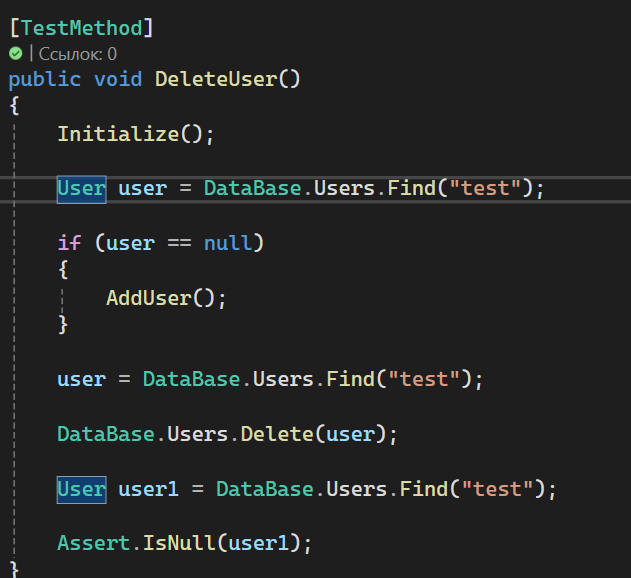 [TestMethod]
| Ссылок: 0
public void DeleteUser()
{
Initialize();
User user = DataBase.Users.Find("test");
if (user == null)
{
AddUser();
}
user = DataBase.Users.Find("test");
DataBase.Users.Delete(user);
User user1 = DataBase.Users.Find("test");
Assert.IsNull(user1);
}